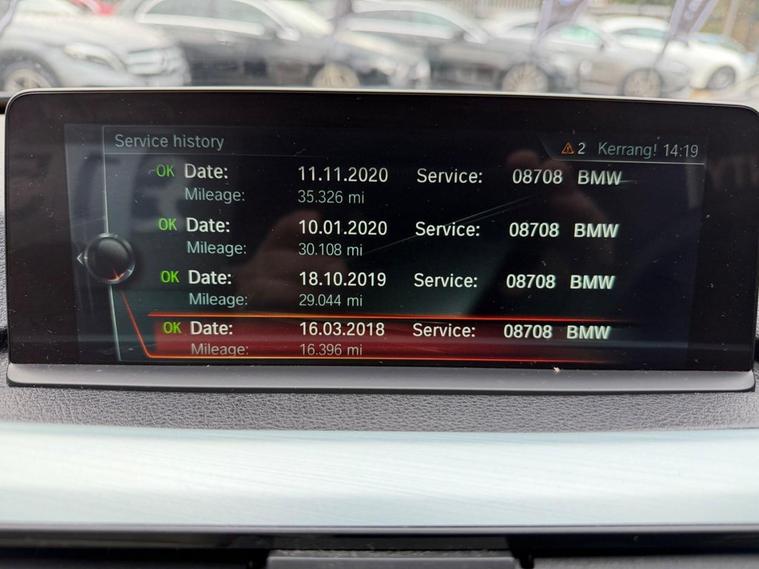 Service history 2 Kerrang! 14:19
OK Date: 11.11.2020 Service: 08708 BMW
Mileage: 35.326 mi
OK Date: 10.01.2020 Service: 08708 BMW
Mileage: 30.108 mi
OK Date: 18.10.2019 Service: 08708 BMW
Mileage: 29.044 mi
OK Date: 16.03.2018 Service: 08708 BMW
Mileage: 16.396 mi